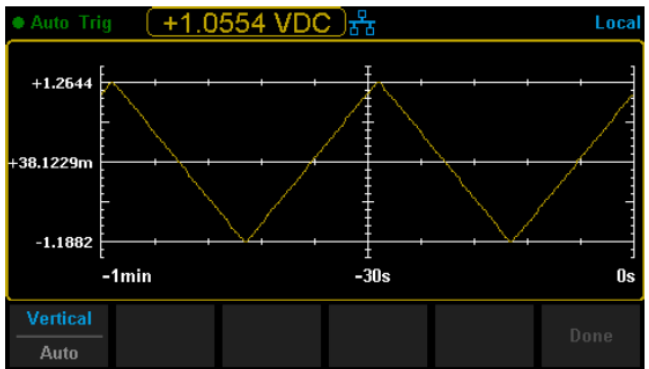 Auto Trig +1.0554 VDC Local
+1.2644
+38.1229m
-1.1882
-1min -30s 0s
Vertical
Auto Done